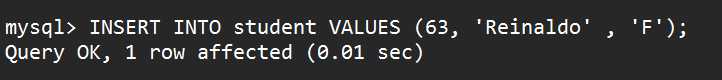 mysql> INSERT INTO student VALUES (63, 'Reinaldo' , 'F');
Query OK, 1 row affected (0.01 sec)